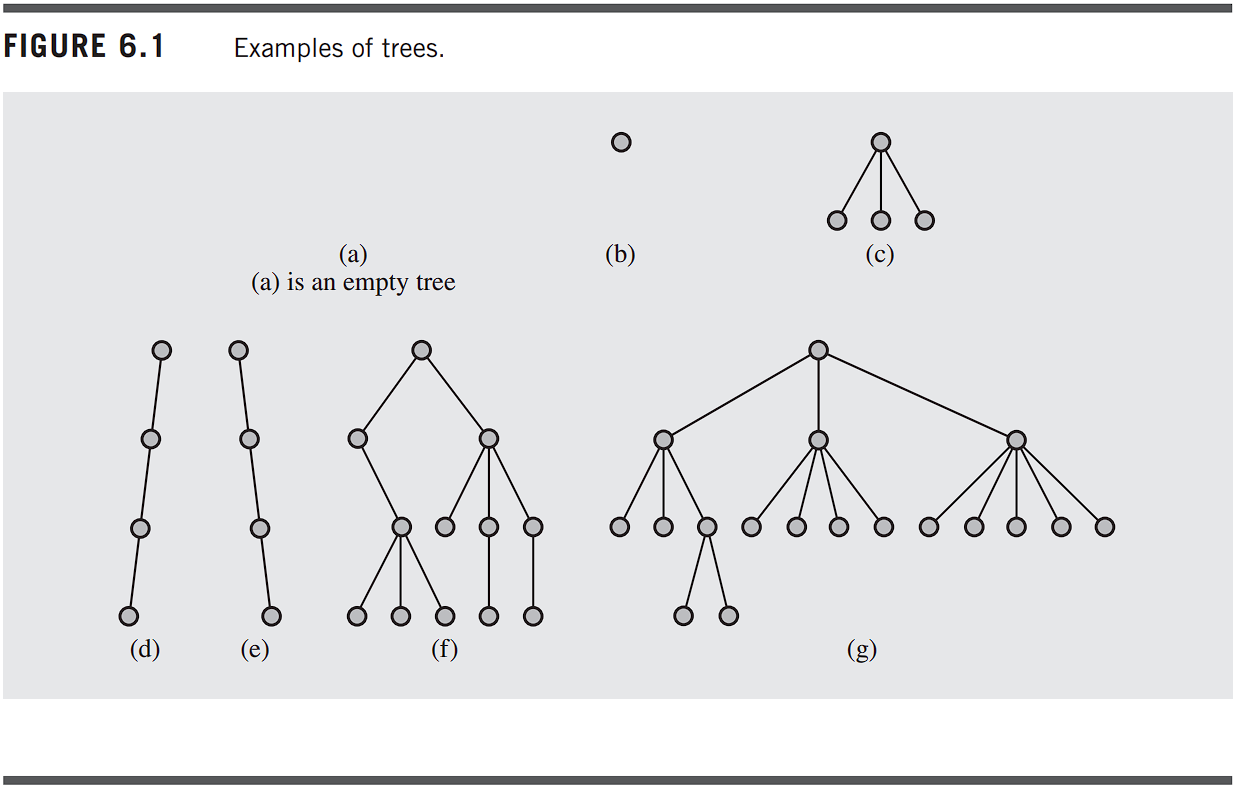 FIGURE 6.1 Examples of trees.
(a) (b) (c)
(a) is an empty tree
(d) (e) (f) (g)